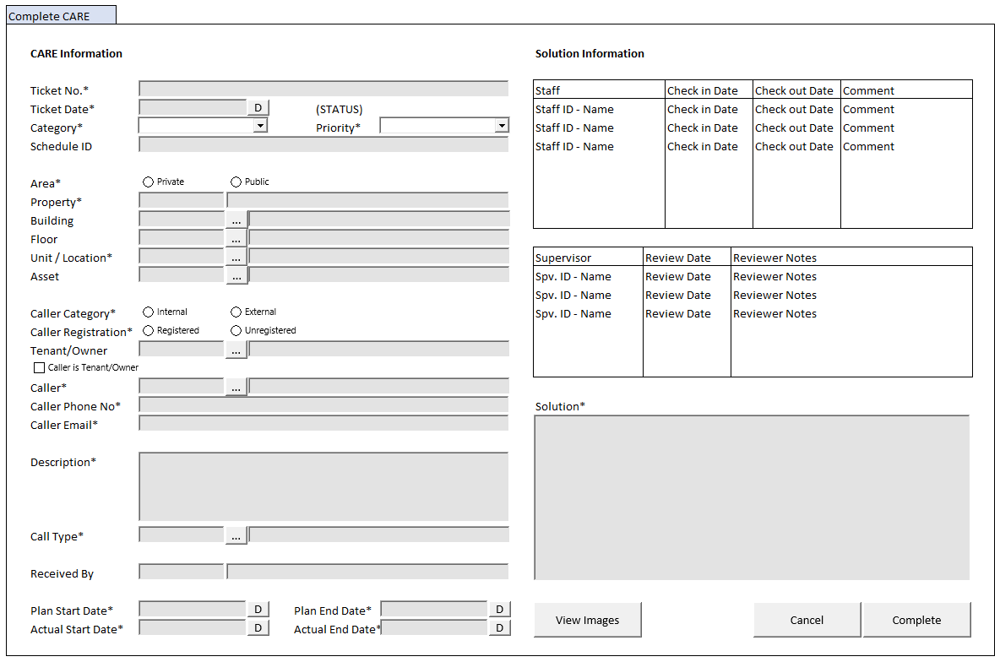 Complete CARE
CARE Information
Ticket No.*
Ticket Date* D (STATUS)
Category* Priority*
Schedule ID
Area* Private Public
Property*
Building ...
Floor ...
Unit / Location* ...
Asset ...
Caller Category* Internal External
Caller Registration* Registered Unregistered
Tenant/Owner ...
Caller is Tenant/Owner
Caller* ...
Caller Phone No*
Caller Email*
Description*
Call Type* ...
Received By
Plan Start Date* D Plan End Date* D
Actual Start Date* D Actual End Date* D
Solution Information
Staff Check in Date Check out Date Comment
Staff ID - Name Check in Date Check out Date Comment
Staff ID - Name Check in Date Check out Date Comment
Staff ID - Name Check in Date Check out Date Comment
Supervisor Review Date Reviewer Notes
Spv. ID - Name Review Date Reviewer Notes
Spv. ID - Name Review Date Reviewer Notes
Spv. ID - Name Review Date Reviewer Notes
Solution*
View Images Cancel Complete